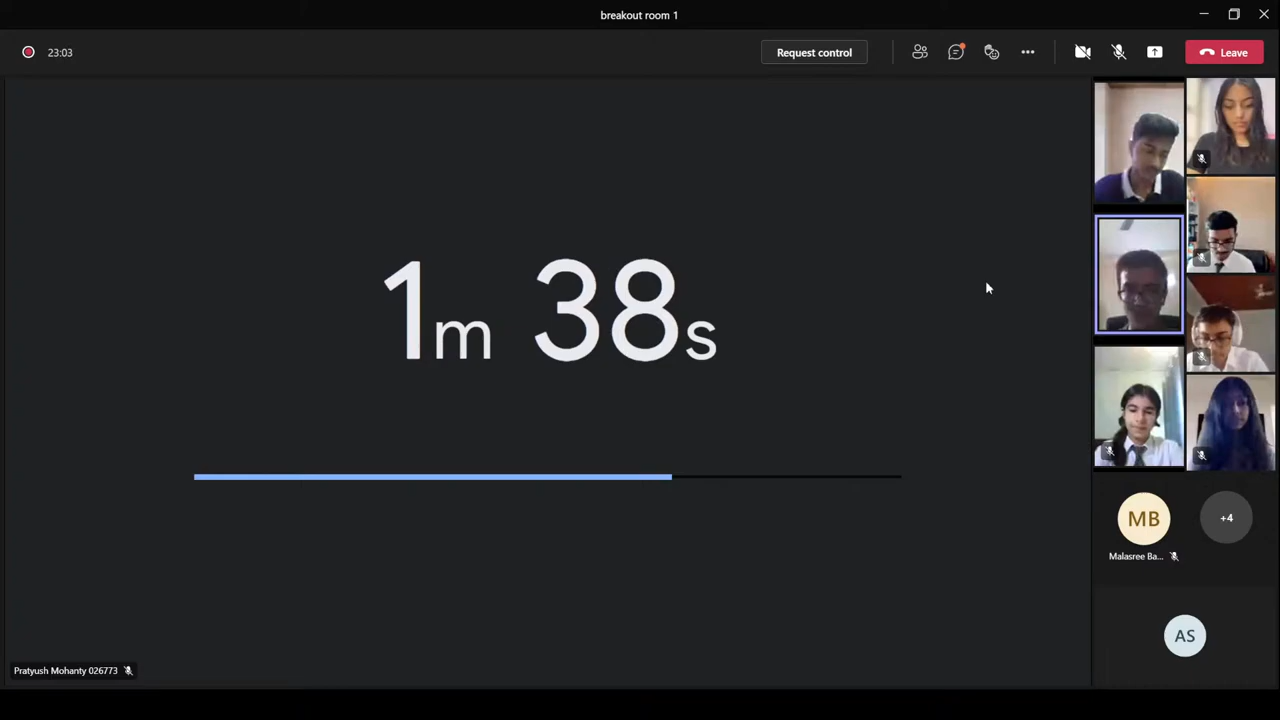 breakout room 1
23:03
Request control
Leave
1m 38s
MB
+4
Malasree Ba...
AS
Pratyush Mohanty 026773